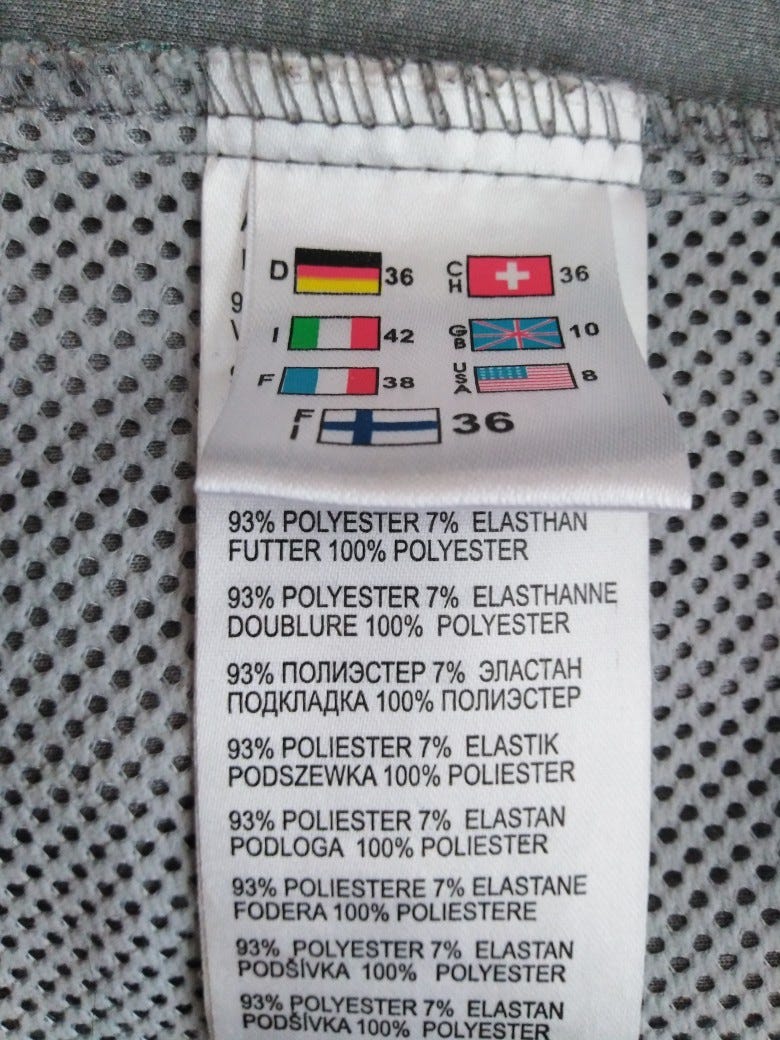 D 36 CH 36
I 42 GB 10
F 38 USA 8
FI 36
93% POLYESTER 7% ELASTHAN
FUTTER 100% POLYESTER
93% POLYESTER 7% ELASTHANNE
DOUBLURE 100% POLYESTER
93% ПОЛИЭСТЕР 7% ЭЛАСТАН
ПОДКЛАДКА 100% ПОЛИЭСТЕР
93% POLIESTER 7% ELASTIK
PODSZEWKA 100% POLIESTER
93% POLIESTER 7% ELASTAN
PODLOGA 100% POLIESTER
93% POLIESTERE 7% ELASTANE
FODERA 100% POLIESTERE
93% POLYESTER 7% ELASTAN
PODŠÍVKA 100% POLYESTER
93% POLYESTER 7% ELASTAN
PODŠÍVKA 100% POLYESTER